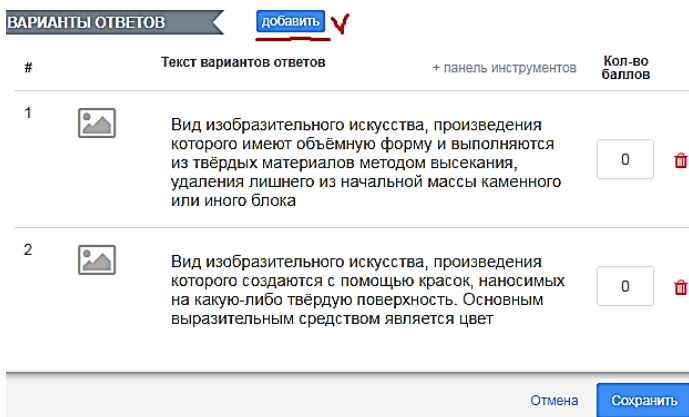 ВАРИАНТЫ ОТВЕТОВ добавить
# Текст вариантов ответов + панель инструментов Кол-во баллов
1
Вид изобразительного искусства, произведения
которого имеют объёмную форму и выполняются
из твёрдых материалов методом высекания,
удаления лишнего из начальной массы каменного
или иного блока
0
2
Вид изобразительного искусства, произведения
которого создаются с помощью красок, наносимых
на какую-либо твёрдую поверхность. Основным
выразительным средством является цвет
0
Отмена Сохранить